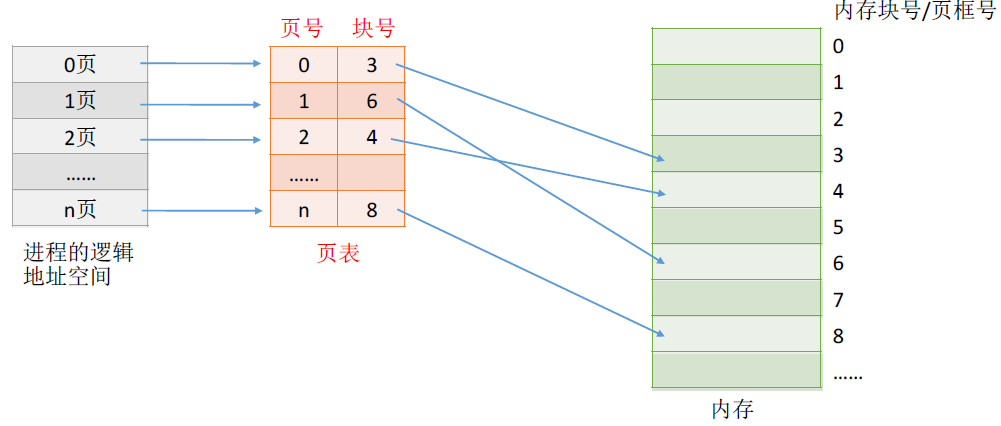 内存块号/页框号
页号 块号
0页 0 3 0
1页 1 6 1
2页 2 4 2
…… …… 3
n页 n 8 4
5
6
7
8
……
进程的逻辑
地址空间
页表
内存